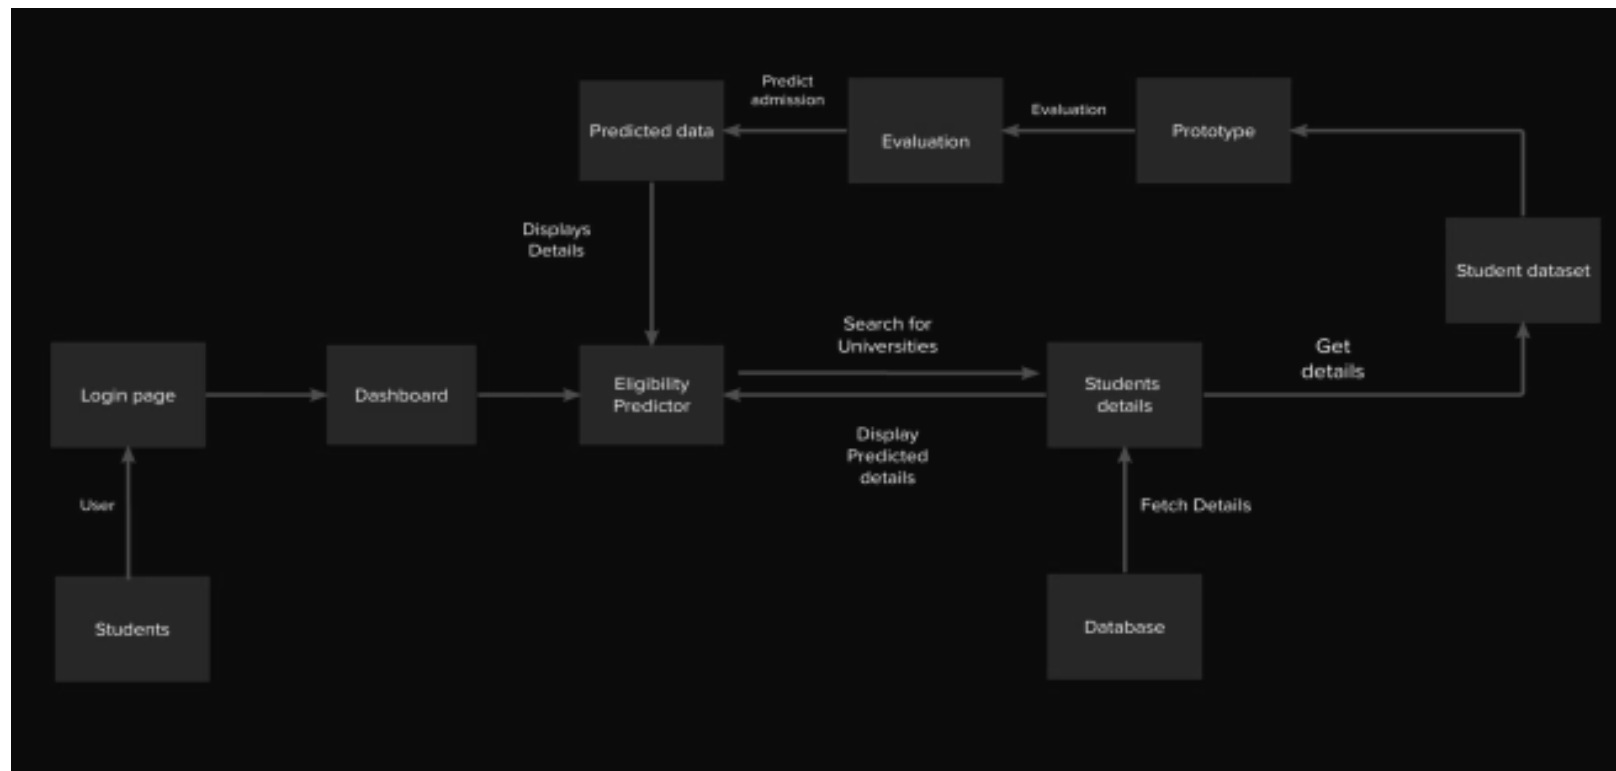 Predict
admission
Predicted data
Evaluation
Evaluation
Prototype
Displays
Details
Student dataset
Search for
Universities
Get
details
Login page
Dashboard
Eligibility
Predictor
Students
details
Display
Predicted
details
User
Fetch Details
Students
Database